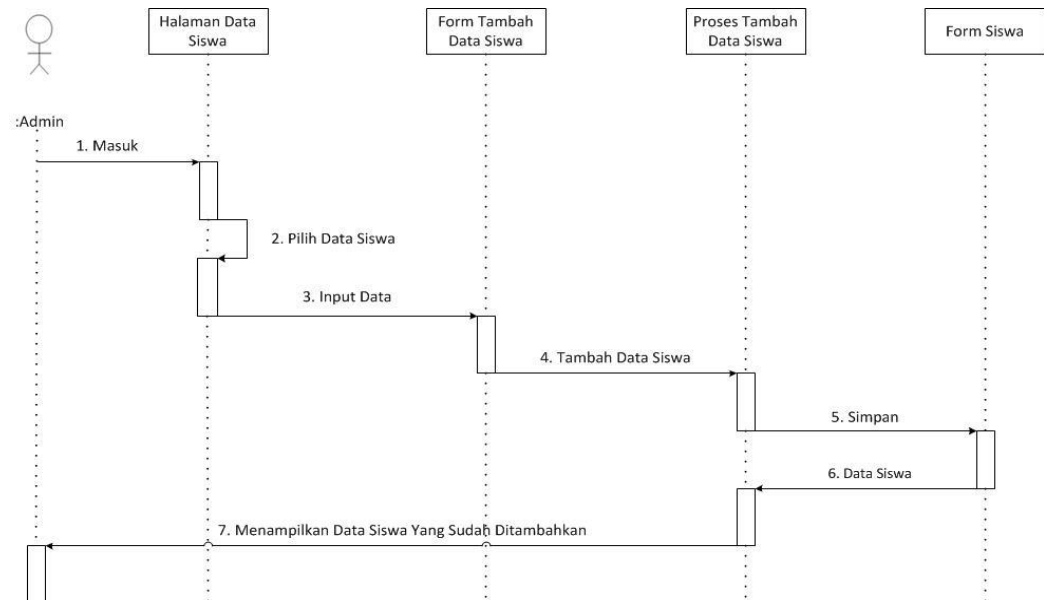 Halaman Data
Siswa
Form Tambah
Data Siswa
Proses Tambah
Data Siswa
Form Siswa
:Admin
1. Masuk
2. Pilih Data Siswa
3. Input Data
4. Tambah Data Siswa
5. Simpan
6. Data Siswa
7. Menampilkan Data Siswa Yang Sudah Ditambahkan